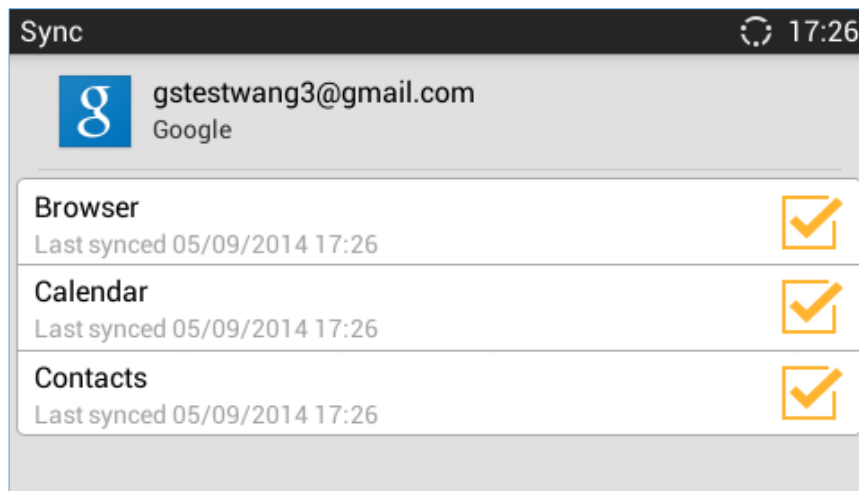 Sync 17:26
g gstestwang3@gmail.com
Google
Browser
Last synced 05/09/2014 17:26
Calendar
Last synced 05/09/2014 17:26
Contacts
Last synced 05/09/2014 17:26